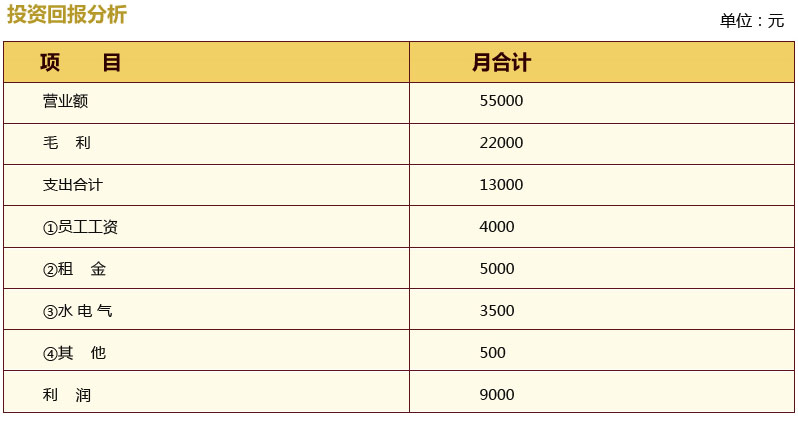 投资回报分析
单位：元
项 目 月合计
营业额 55000
毛 利 22000
支出合计 13000
①员工工资 4000
②租 金 5000
③水 电 气 3500
④其 他 500
利 润 9000